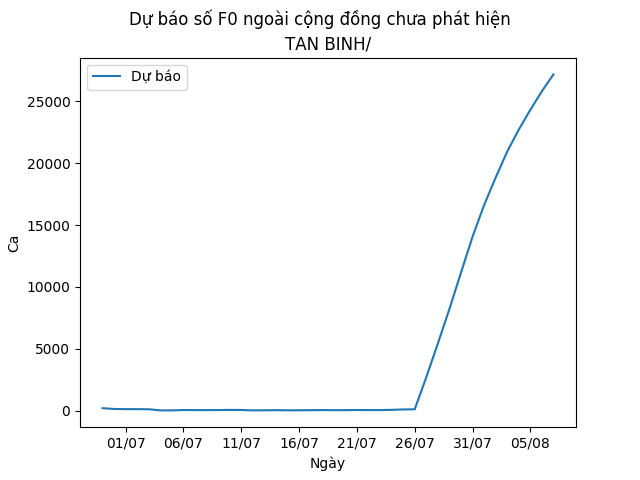 Dự báo số F0 ngoài cộng đồng chưa phát hiện
TAN BINH/
Dự báo
25000
20000
15000
10000
5000
0
Ca
01/07 06/07 11/07 16/07 21/07 26/07 31/07 05/08
Ngày